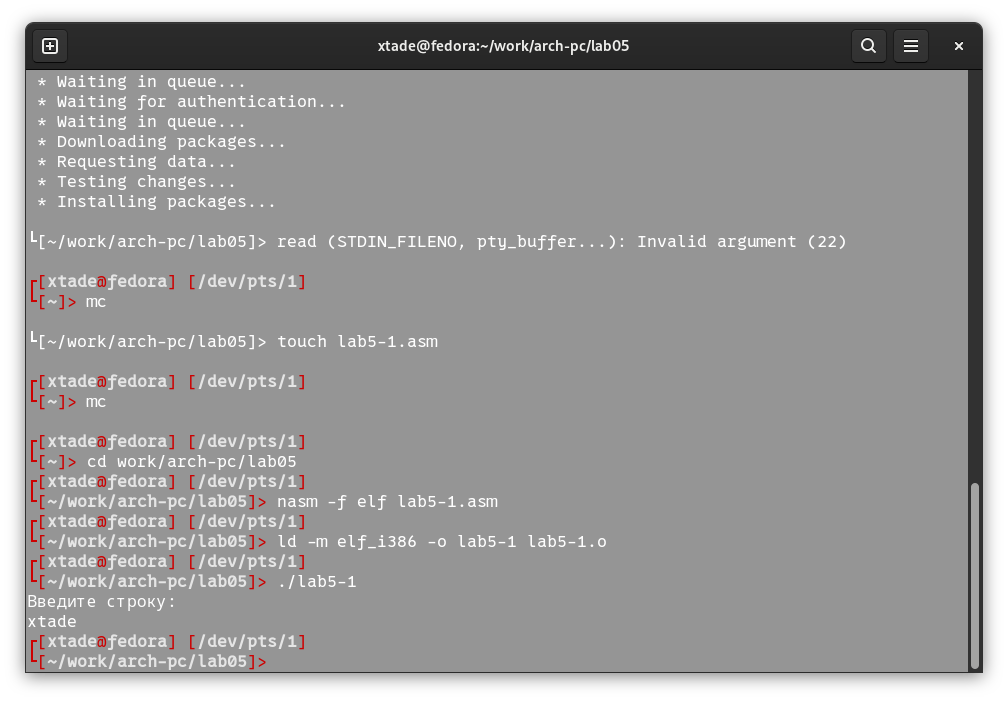 xtade@fedora:~/work/arch-pc/lab05
* Waiting in queue...
* Waiting for authentication...
* Waiting in queue...
* Downloading packages...
* Requesting data...
* Testing changes...
* Installing packages...
└[~/work/arch-pc/lab05]> read (STDIN_FILENO, pty_buffer...): Invalid argument (22)
┌[xtade@fedora] [/dev/pts/1]
└[~]> mc
└[~/work/arch-pc/lab05]> touch lab5-1.asm
┌[xtade@fedora] [/dev/pts/1]
└[~]> mc
┌[xtade@fedora] [/dev/pts/1]
└[~]> cd work/arch-pc/lab05
┌[xtade@fedora] [/dev/pts/1]
└[~/work/arch-pc/lab05]> nasm -f elf lab5-1.asm
┌[xtade@fedora] [/dev/pts/1]
└[~/work/arch-pc/lab05]> ld -m elf_i386 -o lab5-1 lab5-1.o
┌[xtade@fedora] [/dev/pts/1]
└[~/work/arch-pc/lab05]> ./lab5-1
Введите строку:
xtade
┌[xtade@fedora] [/dev/pts/1]
└[~/work/arch-pc/lab05]>